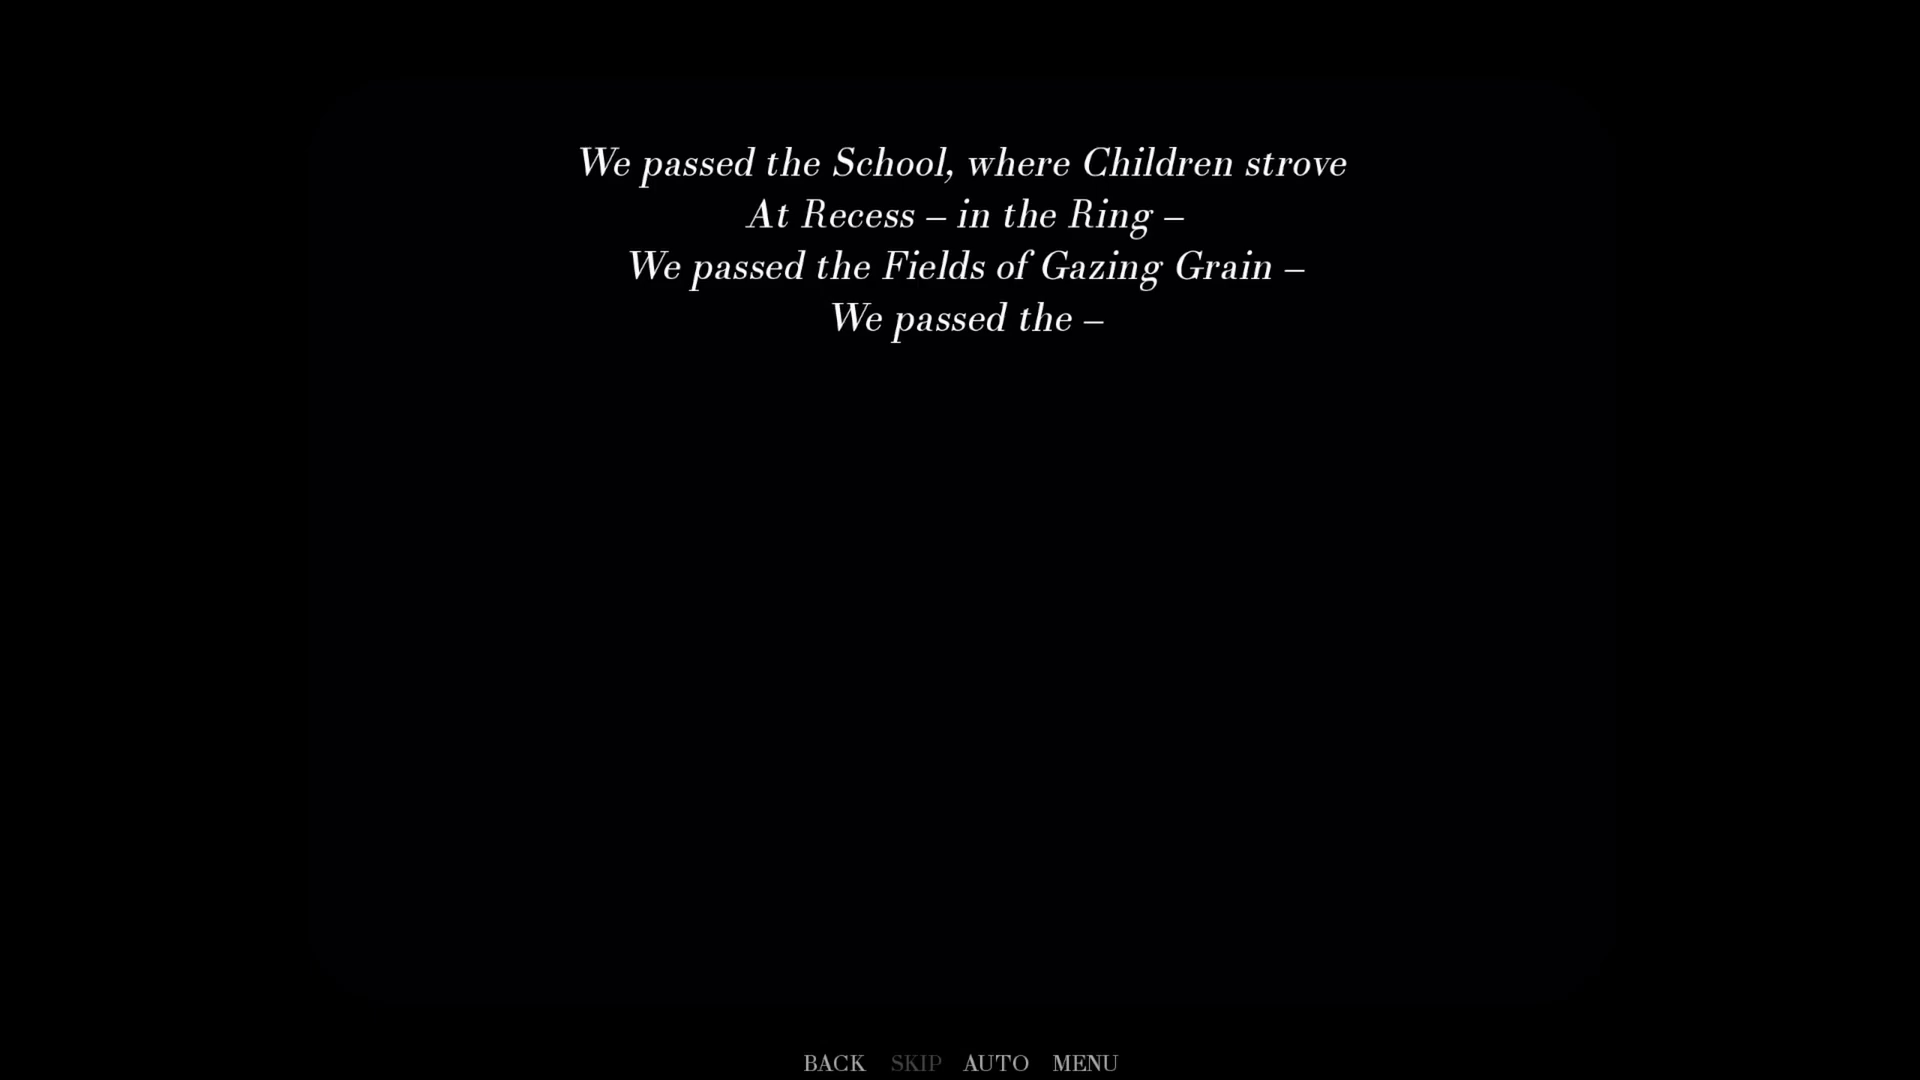 We passed the School, where Children strove
At Recess – in the Ring –
We passed the Fields of Gazing Grain –
We passed the –
BACK SKIP AUTO MENU